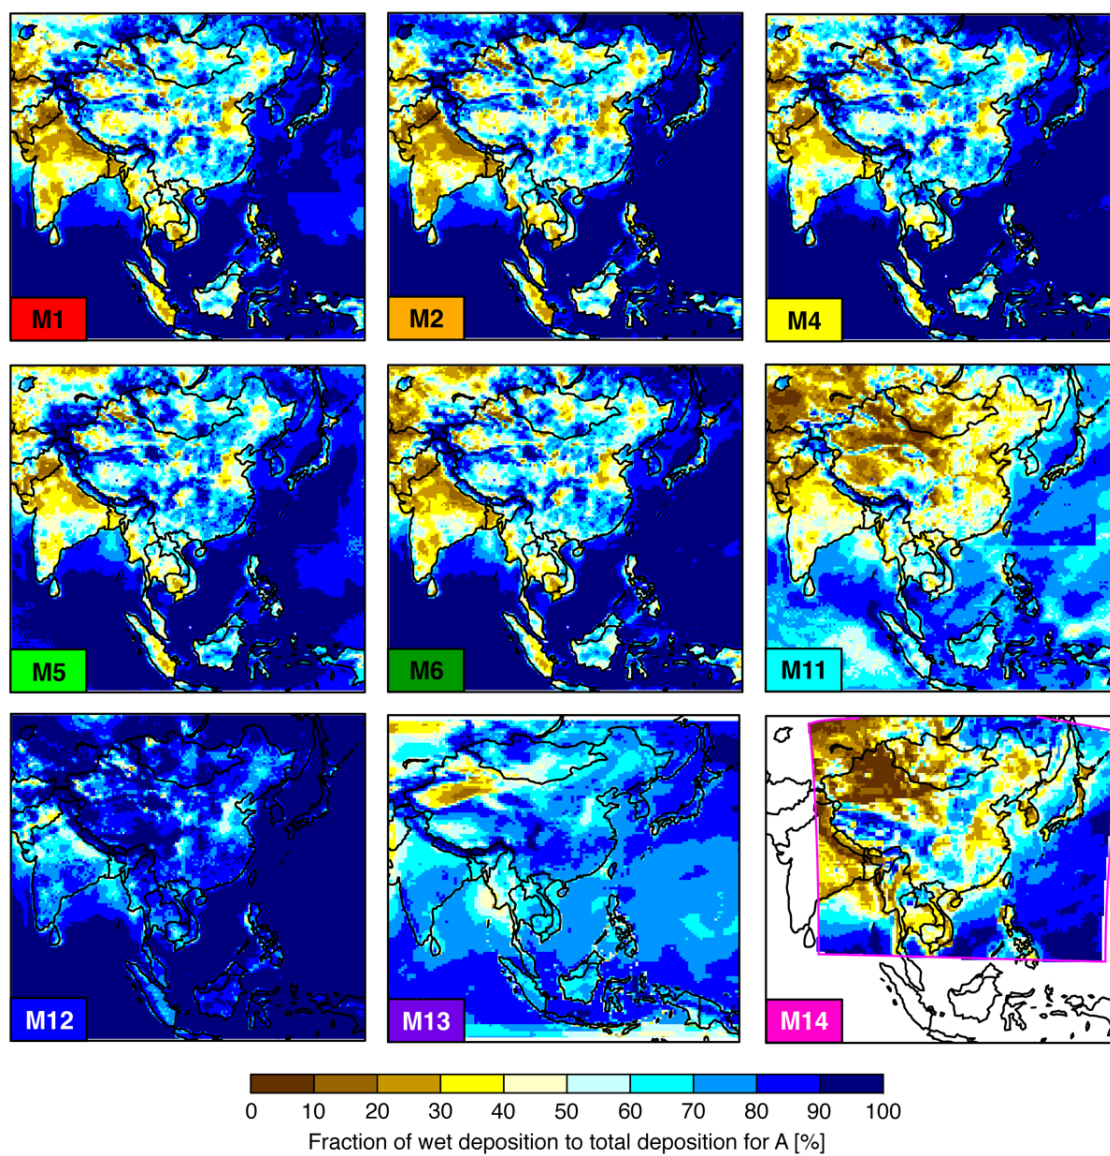 M1 M2 M4
M5 M6 M11
M12 M13 M14
0 10 20 30 40 50 60 70 80 90 100
Fraction of wet deposition to total deposition for A [%]